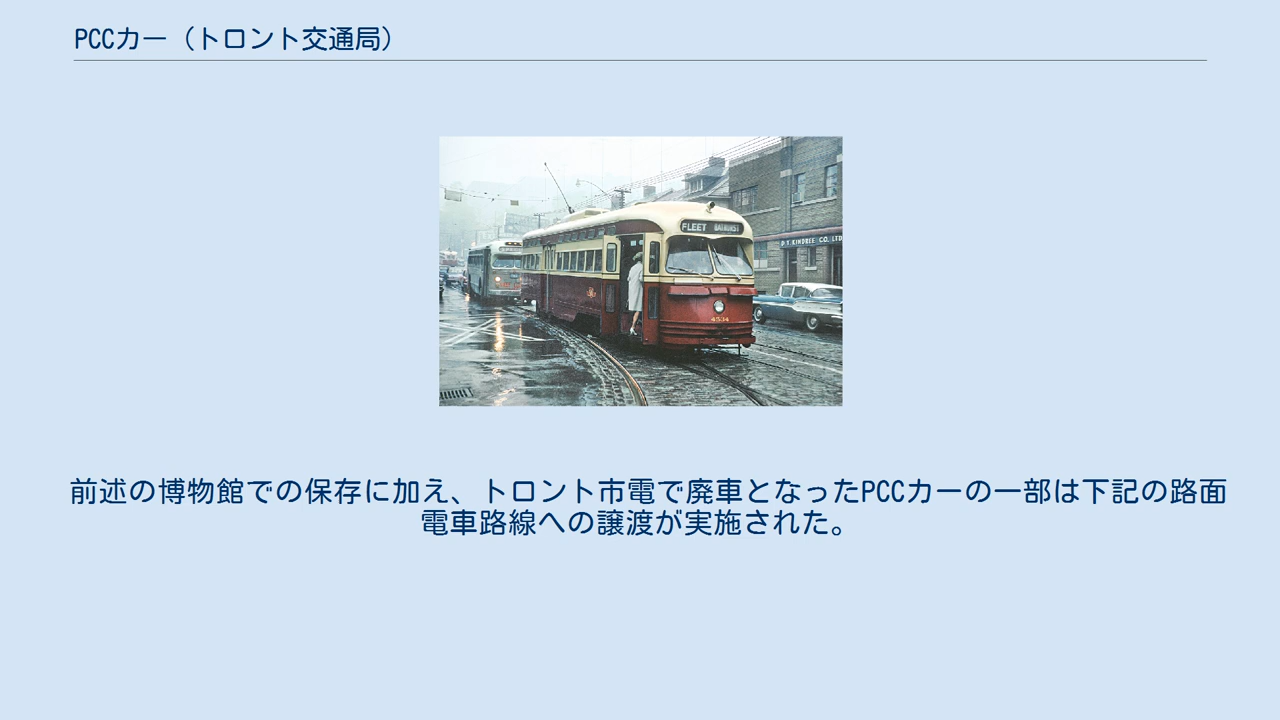 PCCカー（トロント交通局）
FLEET BATHURST
D.T. KINDREE CO. LTD
4534
前述の博物館での保存に加え、トロント市電で廃車となったPCCカーの一部は下記の路面
電車路線への譲渡が実施された。